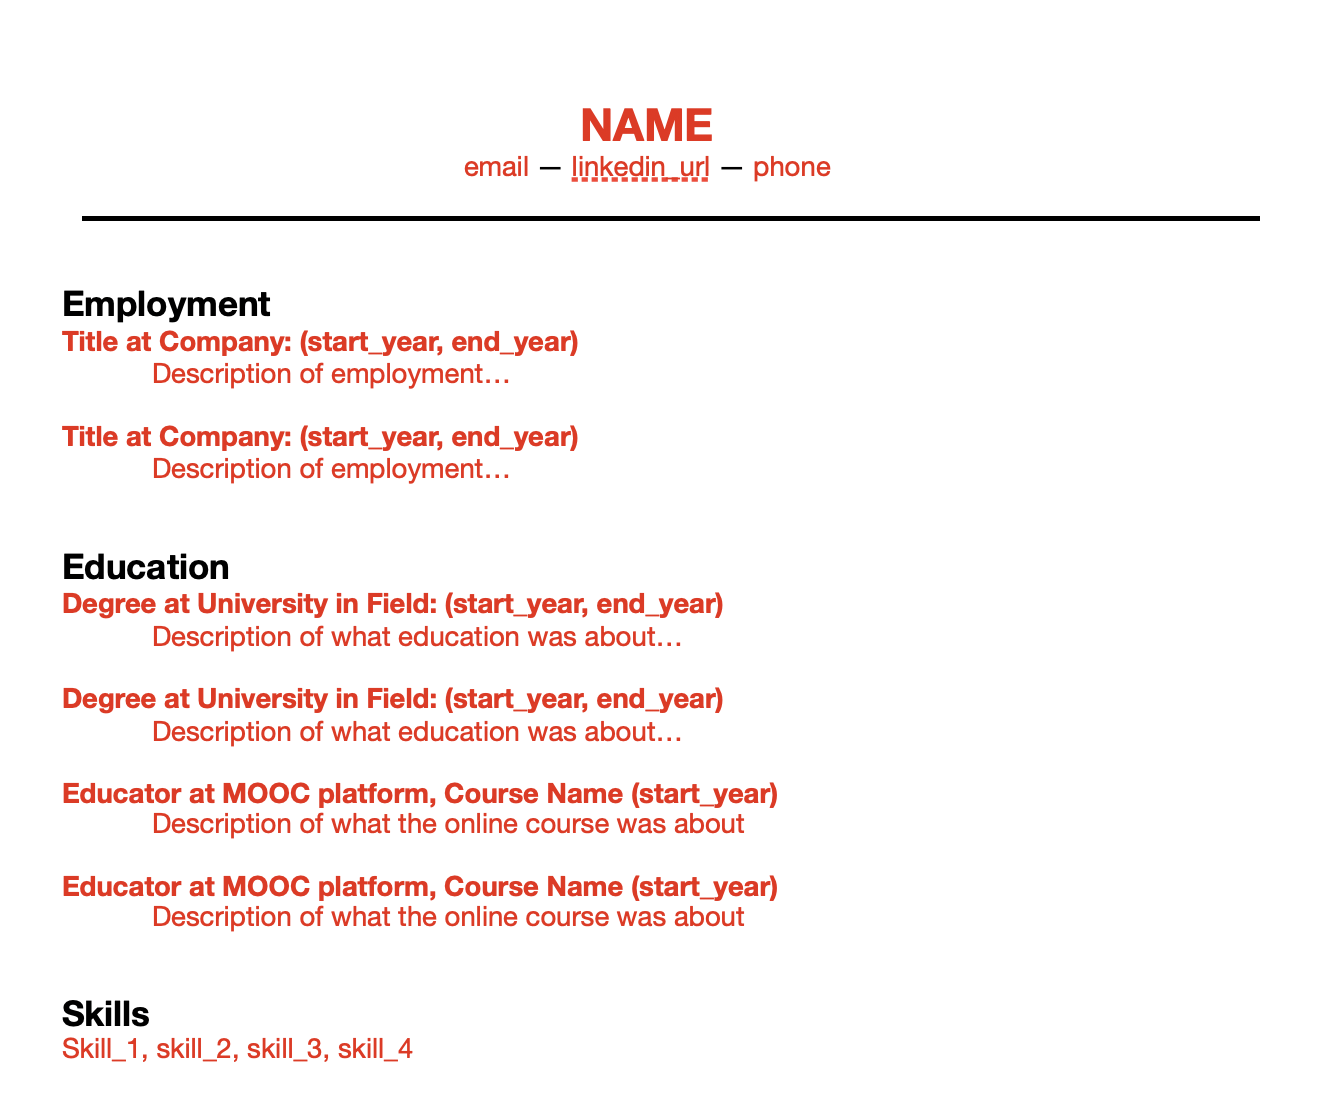 NAME
email — linkedin_url — phone
Employment
Title at Company: (start_year, end_year)
Description of employment…
Title at Company: (start_year, end_year)
Description of employment…
Education
Degree at University in Field: (start_year, end_year)
Description of what education was about…
Degree at University in Field: (start_year, end_year)
Description of what education was about…
Educator at MOOC platform, Course Name (start_year)
Description of what the online course was about
Educator at MOOC platform, Course Name (start_year)
Description of what the online course was about
Skills
Skill_1, skill_2, skill_3, skill_4